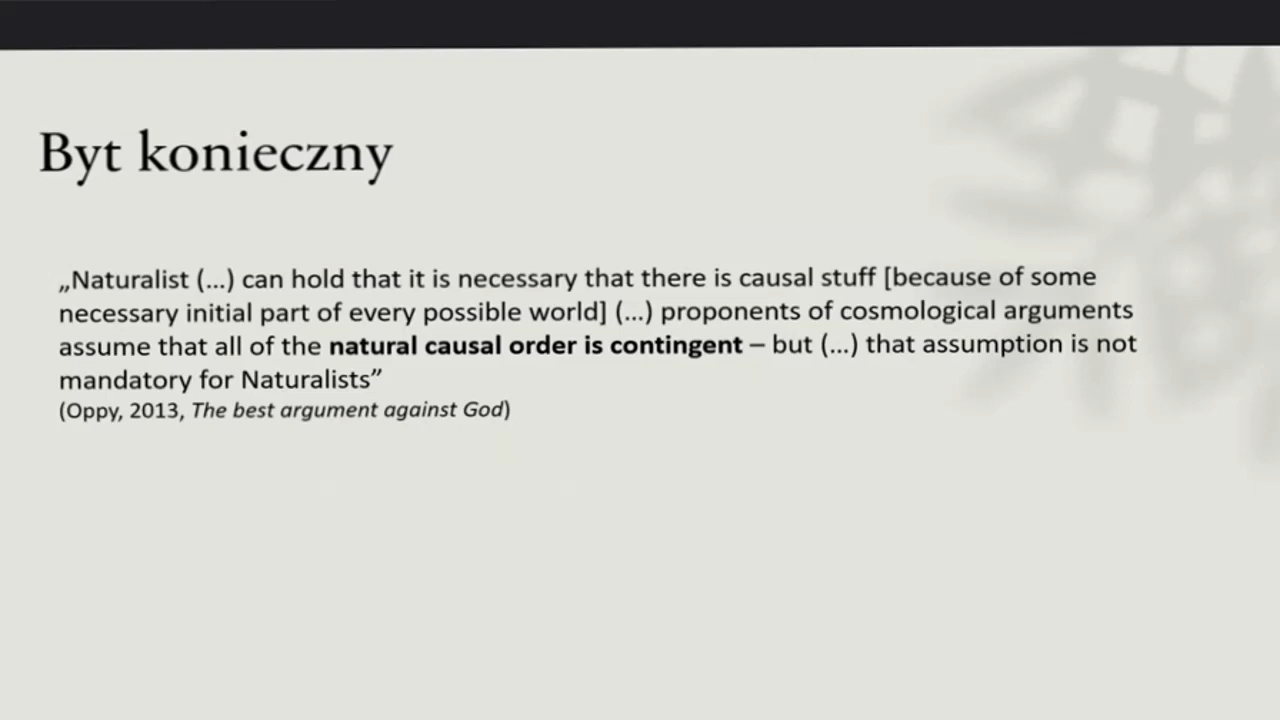 Byt konieczny
„Naturalist (...) can hold that it is necessary that there is causal stuff [because of some
necessary initial part of every possible world] (...) proponents of cosmological arguments
assume that all of the natural causal order is contingent – but (...) that assumption is not
mandatory for Naturalists”
(Oppy, 2013, The best argument against God)